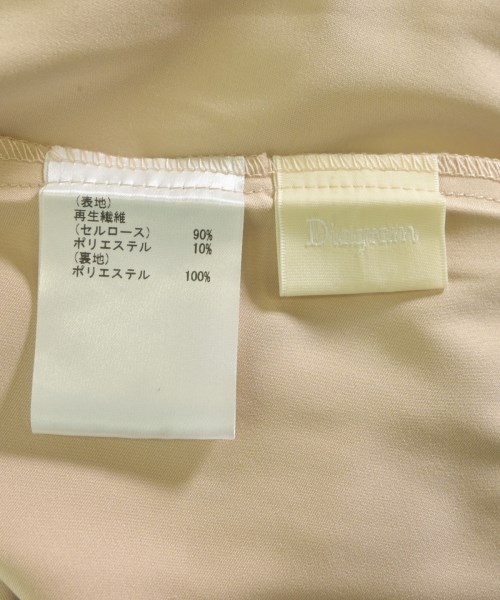 (表地)
再生繊維
(セルロース) 90%
ポリエステル 10%
(裏地)
ポリエステル 100%
Diagram